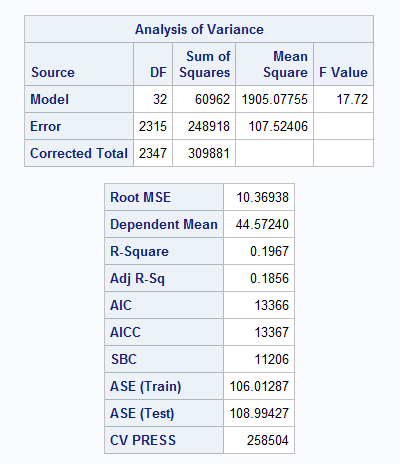 Analysis of Variance
Source DF Sum of Squares Mean Square F Value
Model 32 60962 1905.07755 17.72
Error 2315 248918 107.52406
Corrected Total 2347 309881
Root MSE 10.36938
Dependent Mean 44.57240
R-Square 0.1967
Adj R-Sq 0.1856
AIC 13366
AICC 13367
SBC 11206
ASE (Train) 106.01287
ASE (Test) 108.99427
CV PRESS 258504